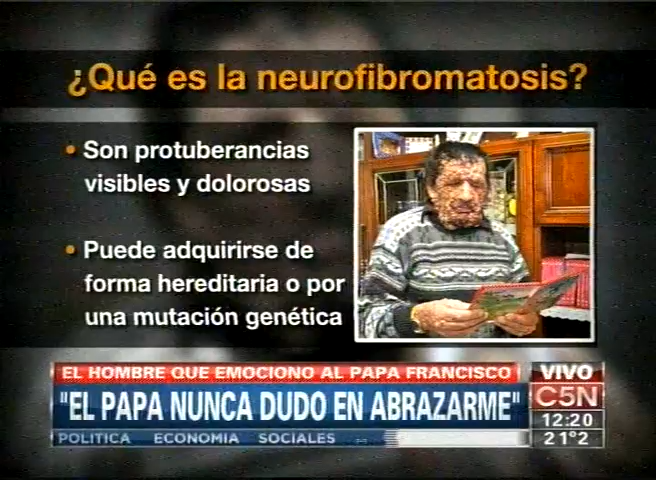 ¿Qué es la neurofibromatosis?
• Son protuberancias
visibles y dolorosas
• Puede adquirirse de
forma hereditaria o por
una mutación genética
EL HOMBRE QUE EMOCIONO AL PAPA FRANCISCO
"EL PAPA NUNCA DUDO EN ABRAZARME"
POLITICA ECONOMIA SOCIALES
VIVO
C5N
12:20
21°2